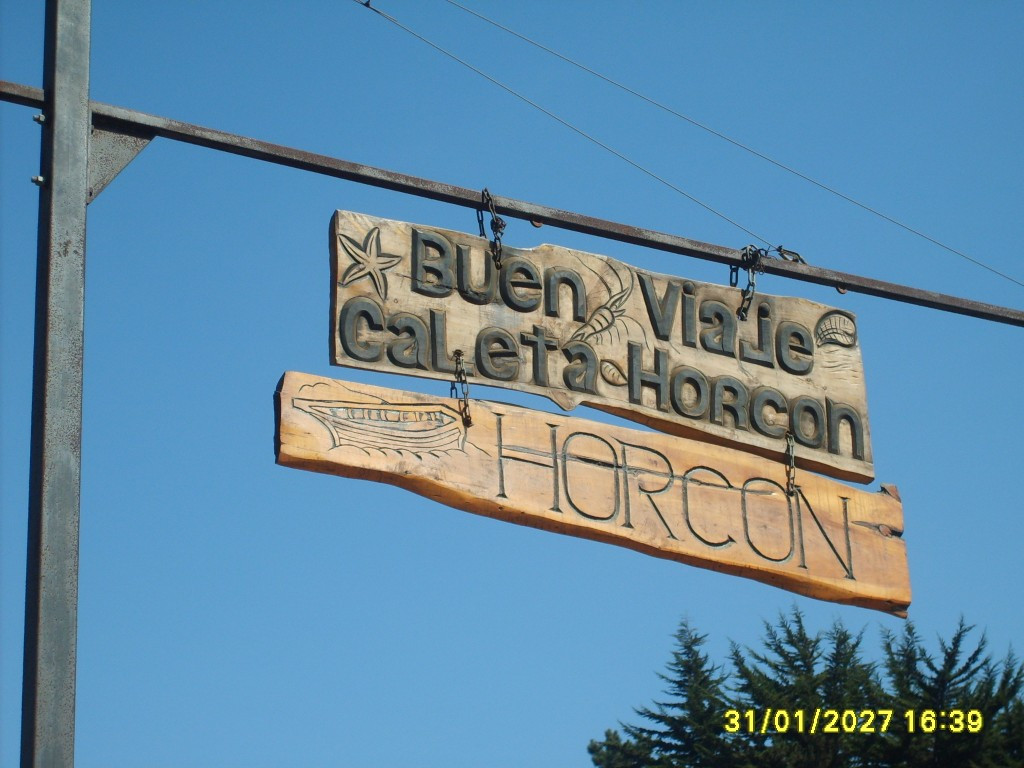 Buen Viaje
Caleta Horcon
HORCON
31/01/2027 16:39